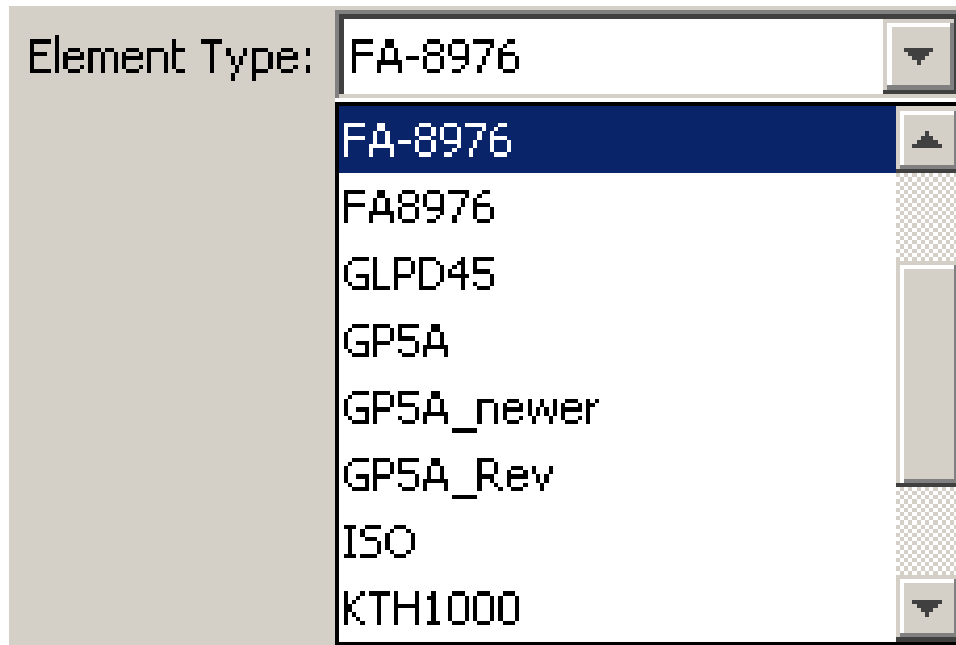 Element Type: FA-8976
FA-8976
FA8976
GLPD45
GP5A
GP5A_newer
GP5A_Rev
ISO
KTH1000